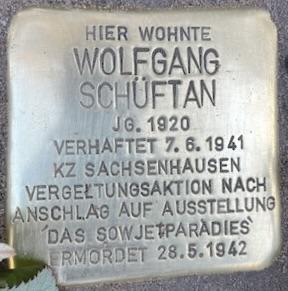 HIER WOHNTE
WOLFGANG
SCHÜFTAN
JG. 1920
VERHAFTET 7.6.1941
KZ SACHSENHAUSEN
VERGELTUNGSAKTION NACH
ANSCHLAG AUF AUSSTELLUNG
'DAS SOWJETPARADIES'
ERMORDET 28.5.1942